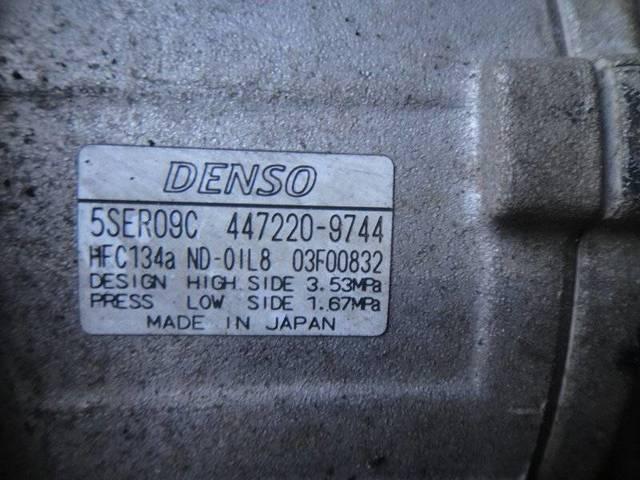 DENSO
5SER09C 447220-9744
HFC134a ND-OIL8 03F00832
DESIGN HIGH SIDE 3.53MPa
PRESS LOW SIDE 1.67MPa
MADE IN JAPAN